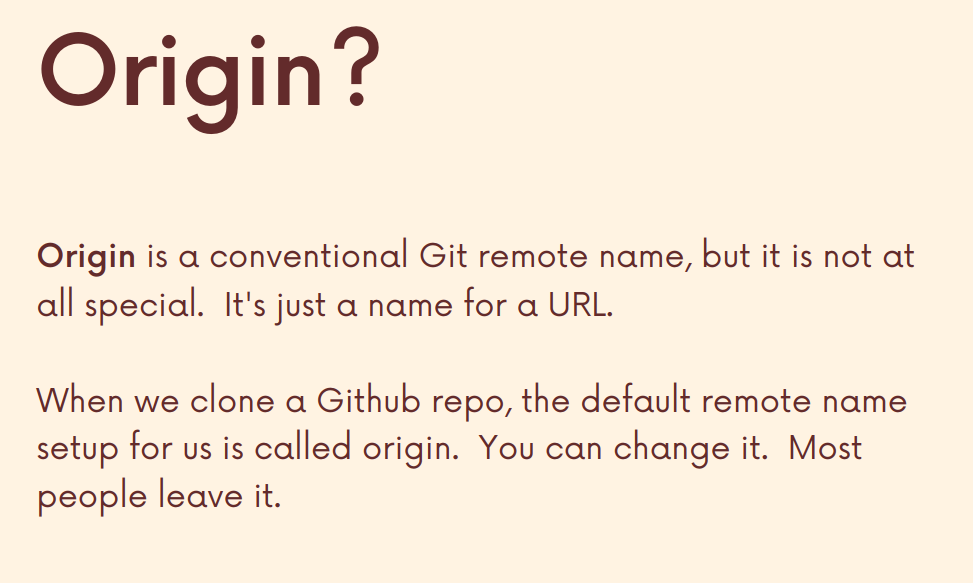 Origin?
Origin is a conventional Git remote name, but it is not at
all special.  It's just a name for a URL.
When we clone a Github repo, the default remote name
setup for us is called origin.  You can change it.  Most
people leave it.